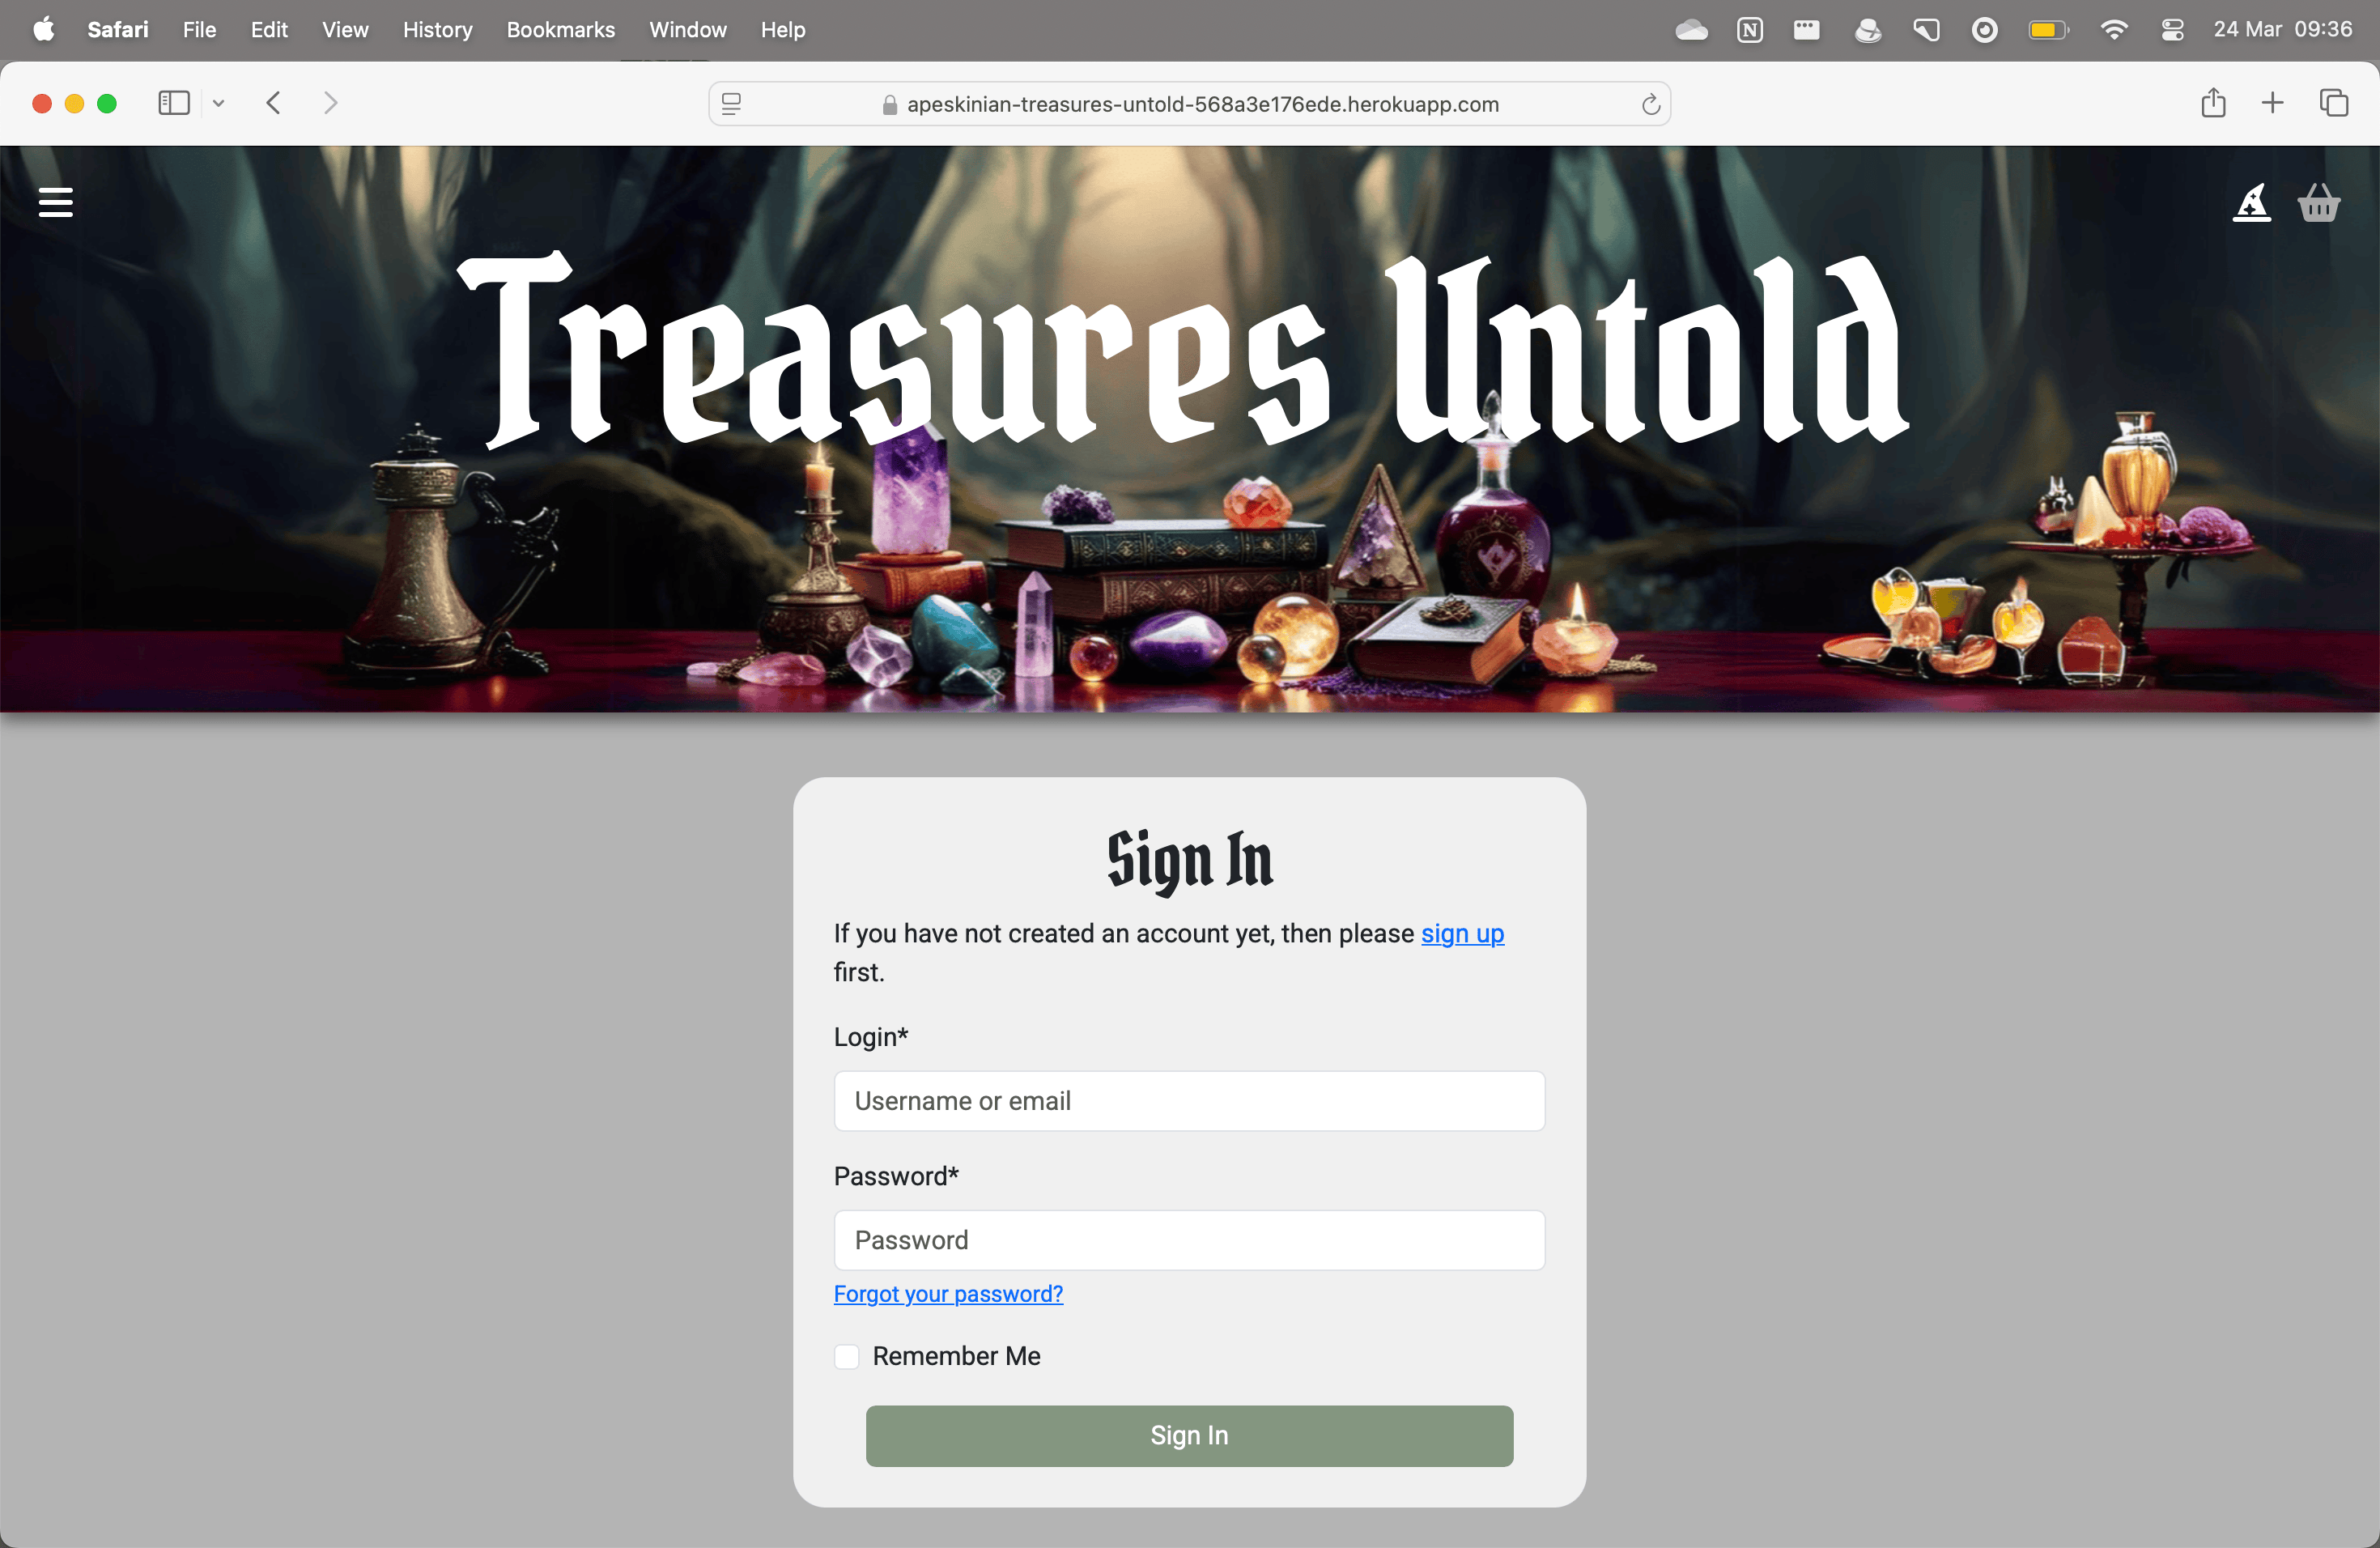 Safari File Edit View History Bookmarks Window Help 24 Mar 09:36
apeskinian-treasures-untold-568a3e176ede.herokuapp.com
Treasures Untold
Sign In
If you have not created an account yet, then please sign up
first.
Login*
Username or email
Password*
Password
Forgot your password?
Remember Me
Sign In